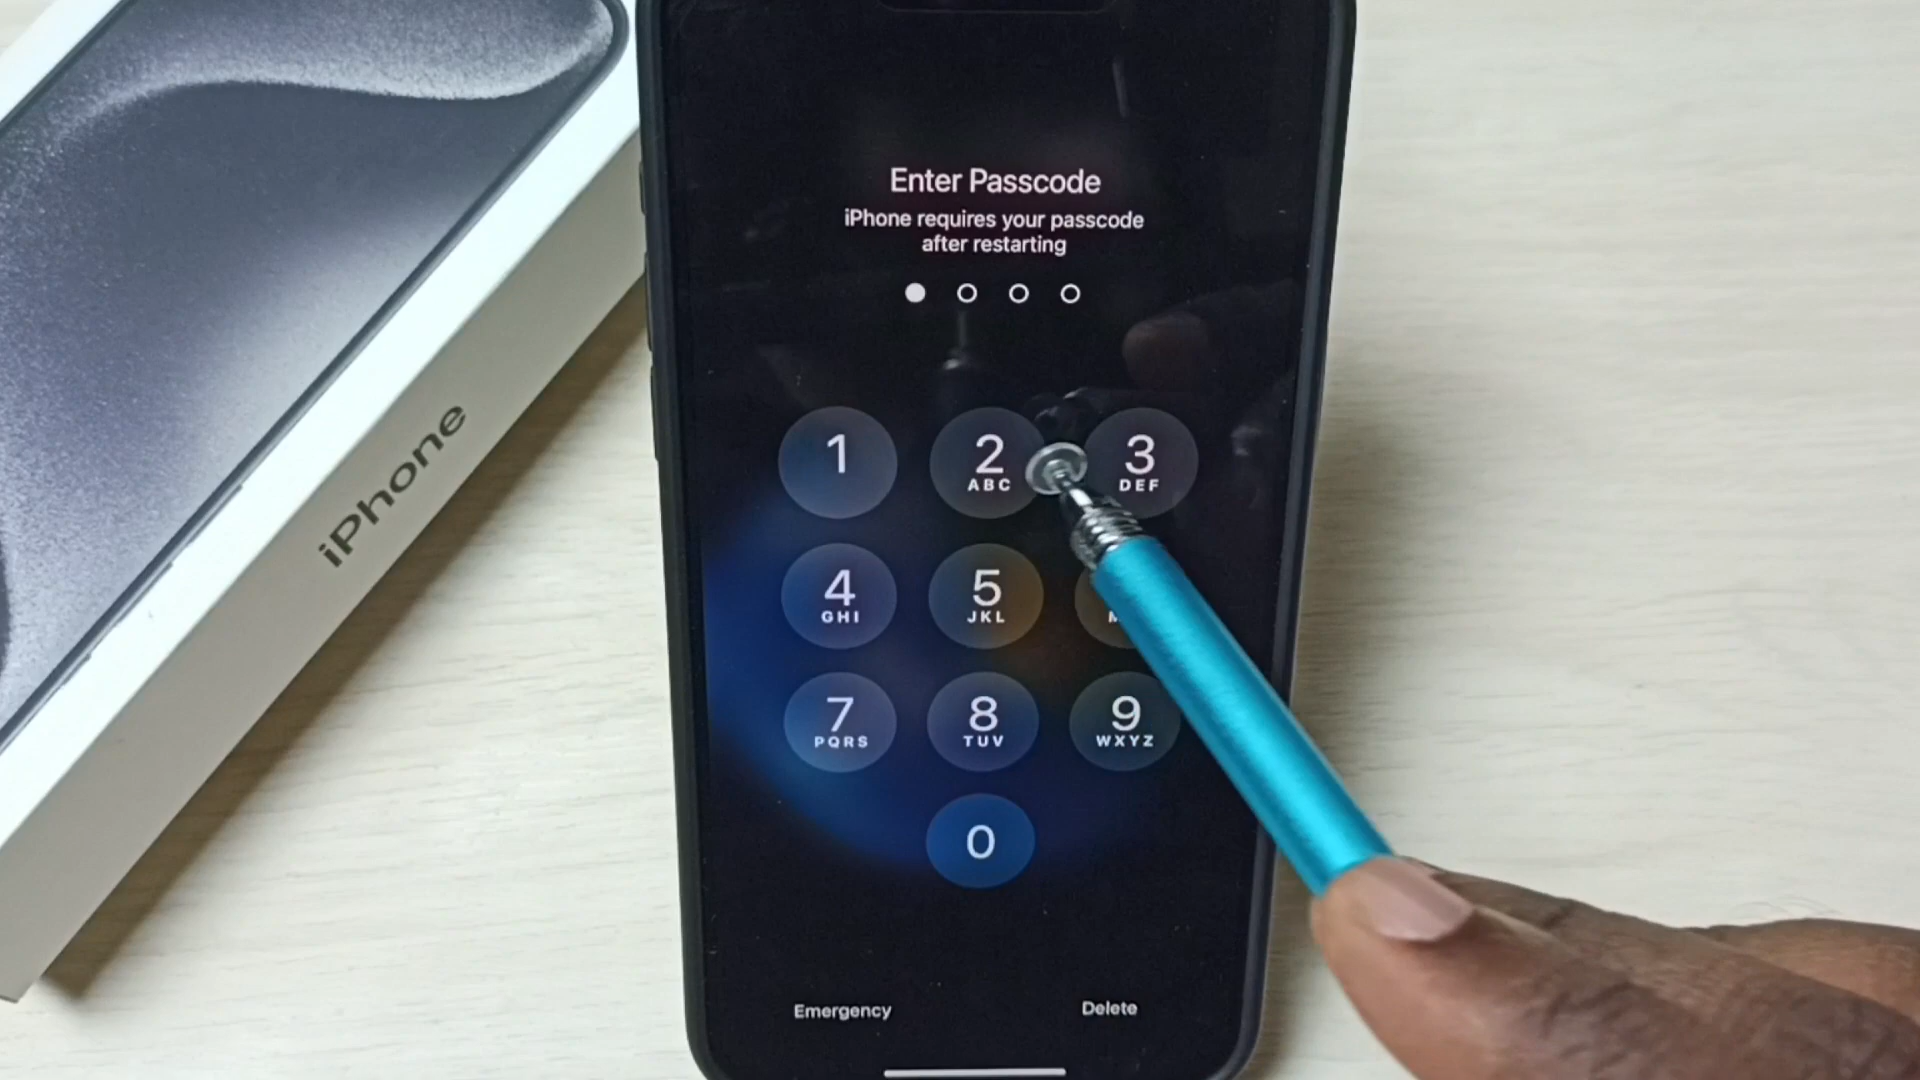 iPhone
Enter Passcode
iPhone requires your passcode
after restarting
1
2
ABC
3
DEF
4
GHI
5
JKL
M
7
PQRS
8
TUV
9
WXYZ
0
Emergency
Delete